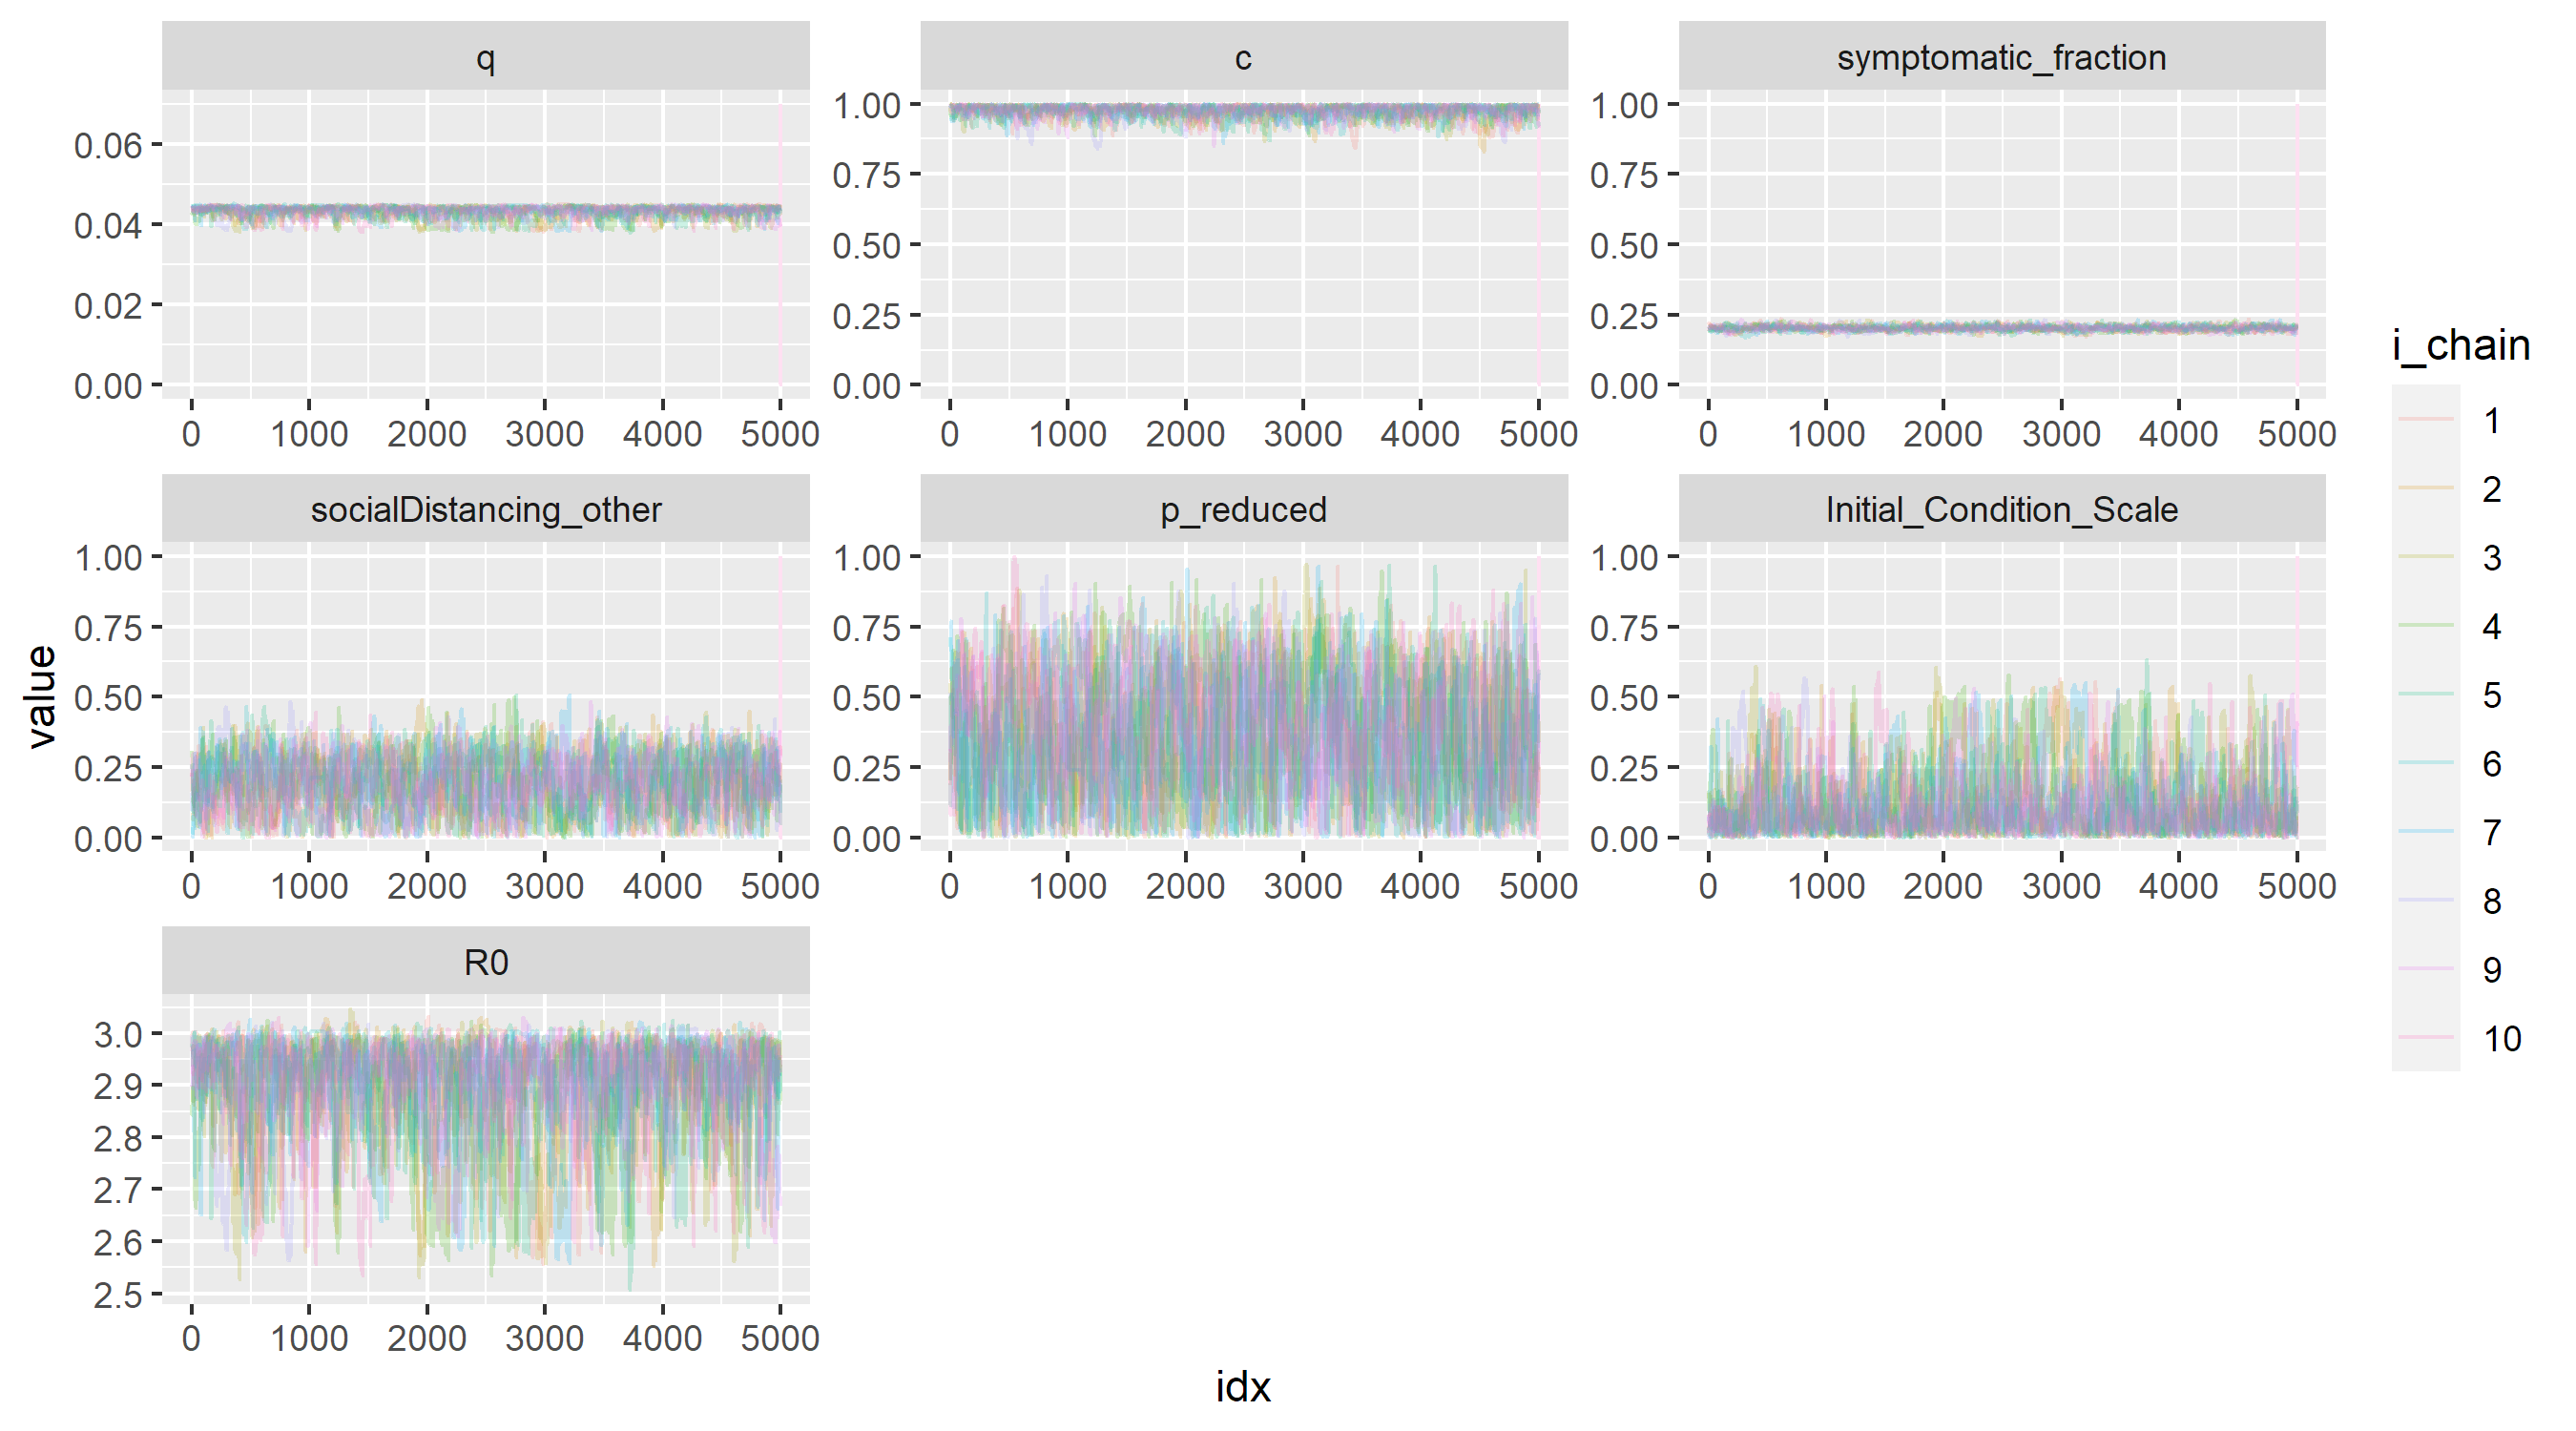 q
c
symptomatic_fraction
0.06
0.04
0.02
0.00
1.00
0.75
0.50
0.25
0.00
1.00
0.75
0.50
0.25
0.00
0 1000 2000 3000 4000 5000
0 1000 2000 3000 4000 5000
0 1000 2000 3000 4000 5000
socialDistancing_other
p_reduced
Initial_Condition_Scale
value
1.00
0.75
0.50
0.25
0.00
1.00
0.75
0.50
0.25
0.00
1.00
0.75
0.50
0.25
0.00
0 1000 2000 3000 4000 5000
0 1000 2000 3000 4000 5000
0 1000 2000 3000 4000 5000
R0
3.0
2.9
2.8
2.7
2.6
2.5
0 1000 2000 3000 4000 5000
idx
i_chain
1
2
3
4
5
6
7
8
9
10